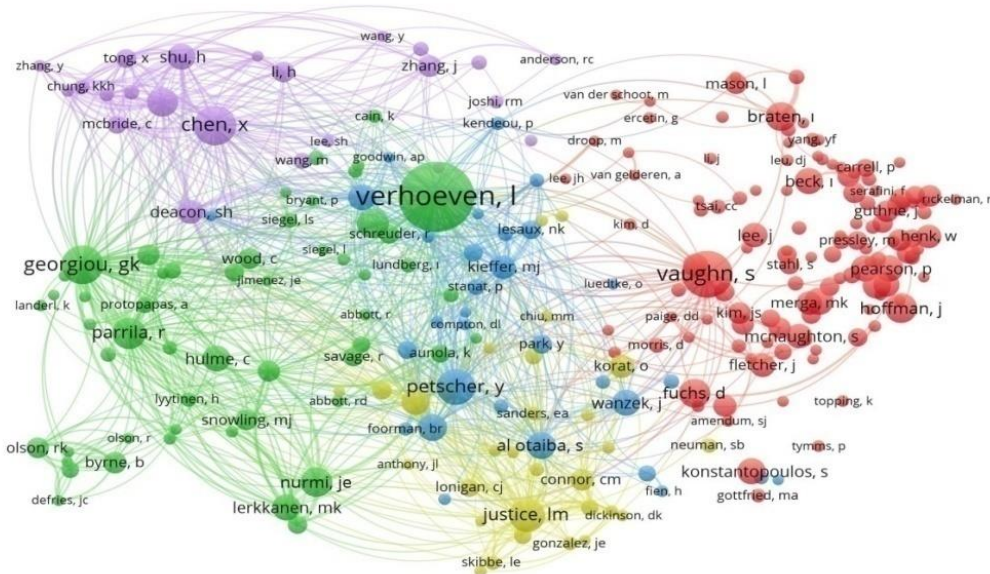 wang, y
tong, x
shu, h
zhang, y
li, h
zhang, j
anderson, rc
chung, kkh
mason, l
van der schoot, m
joshi, rm
cain, k
kendeou, p
ercetin, g
braten, ı
mcbride, c
chen, x
lee, sh
droop, m
yang, yf
wang, m
goodwin, ap
li, j
leu, dj
carrell, p
lee, jh
van gelderen, a
beck, ı
serafini, f
bryant, p
verhoeven, l
rickelman, r
deacon, sh
siegel, ls
tsai, cc
guthrie, j
schreuder, r
lesaux, nk
kim, d
lee, j
pressley, m
henk, w
siegel, l
georgiou, gk
wood, c
lundberg, ı
kieffer, mj
vaughn, s
stahl, s
pearson, p
jimenez, je
stanat, p
luedtke, o
landerl, k
protopapas, a
merga, mk
hoffman, j
abbott, r
chiu, mm
paige, dd
kim, js
parrila, r
compton, dl
mcnaughton, s
hulme, c
savage, r
aunola, k
park, y
morris, d
korat, o
fletcher, j
lyytinen, h
abbott, rd
petscher, y
fuchs, d
wanzek, j
topping, k
snowling, mj
sanders, ea
amendum, sj
foorman, br
olson, r
olson, rk
al otaiba, s
neuman, sb
tymms, p
byrne, b
anthony, jl
konstantopoulos, s
nurmi, je
lonigan, cj
connor, cm
fien, h
gottfried, ma
defries, jc
lerkkanen, mk
justice, lm
dickinson, dk
gonzalez, je
skibbe, le